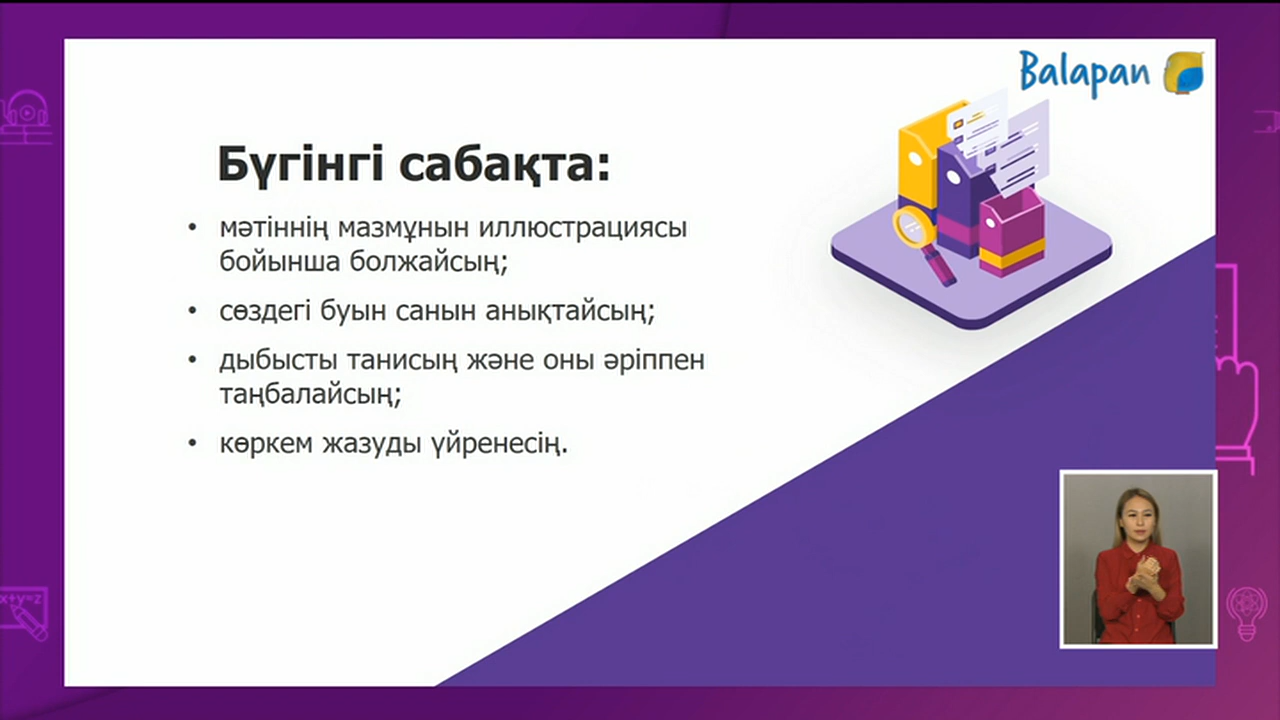 Balapan
Бүгінгі сабақта:
• мәтіннің мазмұнын иллюстрациясы
бойынша болжайсың;
• сөздегі буын санын анықтайсың;
• дыбысты танисың және оны әріппен
таңбалайсың;
• көркем жазуды үйренесің.
x+y=z